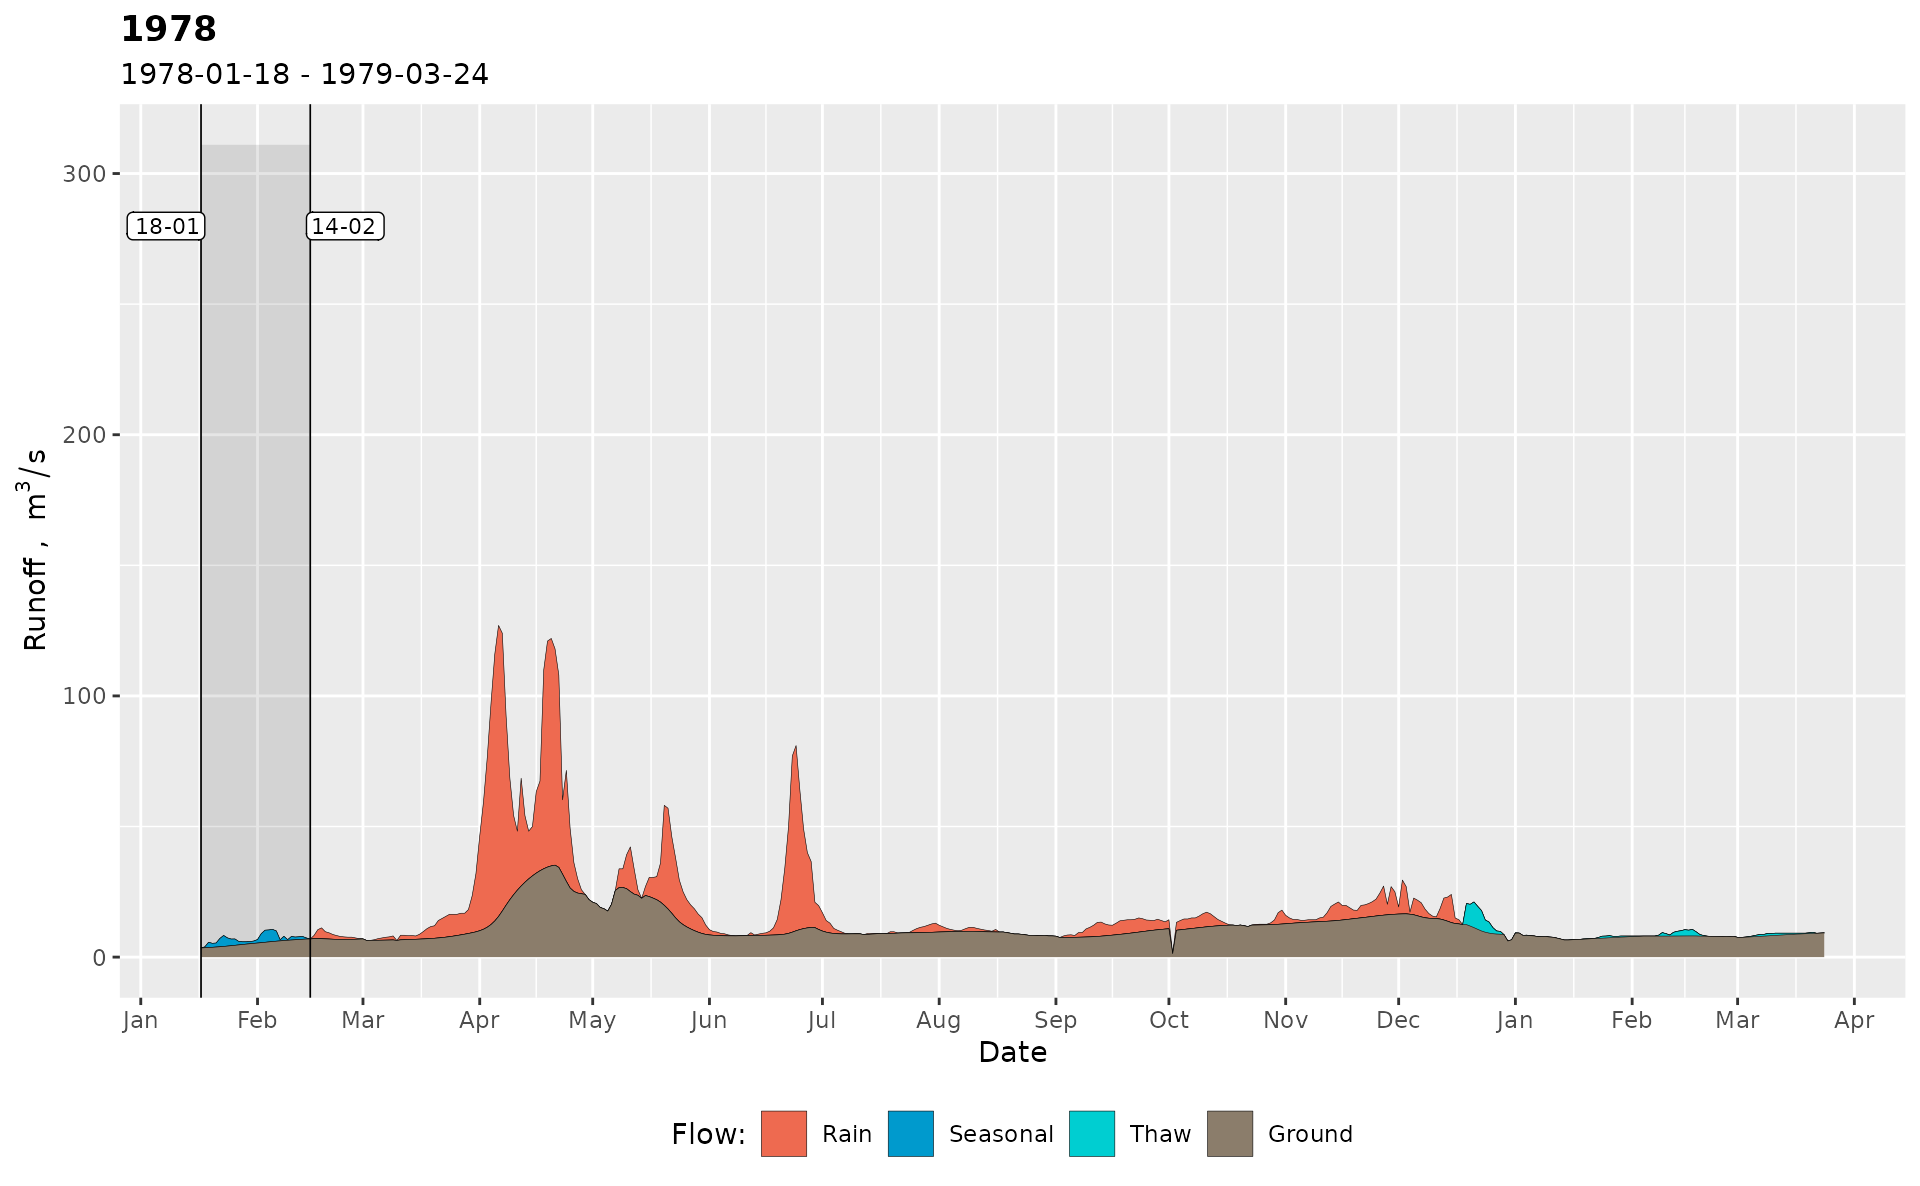 1978
1978-01-18 - 1979-03-24
300
200
100
0
Runoff , m³/s
18-01
14-02
Jan Feb Mar Apr May Jun Jul Aug Sep Oct Nov Dec Jan Feb Mar Apr
Date
Flow: Rain Seasonal Thaw Ground